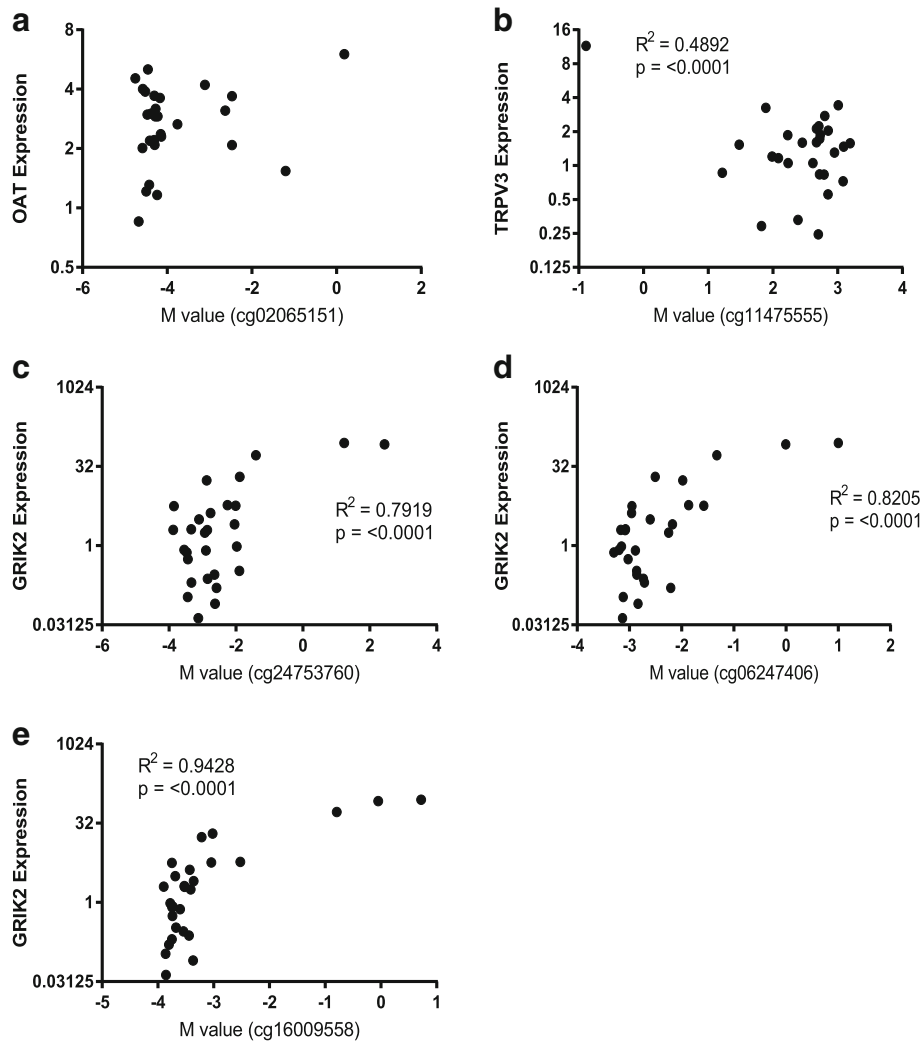 a
8
4
2
1
0.5
OAT Expression
-6 -4 -2 0 2
M value (cg02065151)
b
16
8
4
2
1
0.5
0.25
0.125
TRPV3 Expression
R2 = 0.4892
p = <0.0001
-1 0 1 2 3 4
M value (cg11475555)
c
1024
32
1
0.03125
GRIK2 Expression
R2 = 0.7919
p = <0.0001
-6 -4 -2 0 2 4
M value (cg24753760)
d
1024
32
1
0.03125
GRIK2 Expression
R2 = 0.8205
p = <0.0001
-4 -3 -2 -1 0 1 2
M value (cg06247406)
e
1024
32
1
0.03125
GRIK2 Expression
R2 = 0.9428
p = <0.0001
-5 -4 -3 -2 -1 0 1
M value (cg16009558)